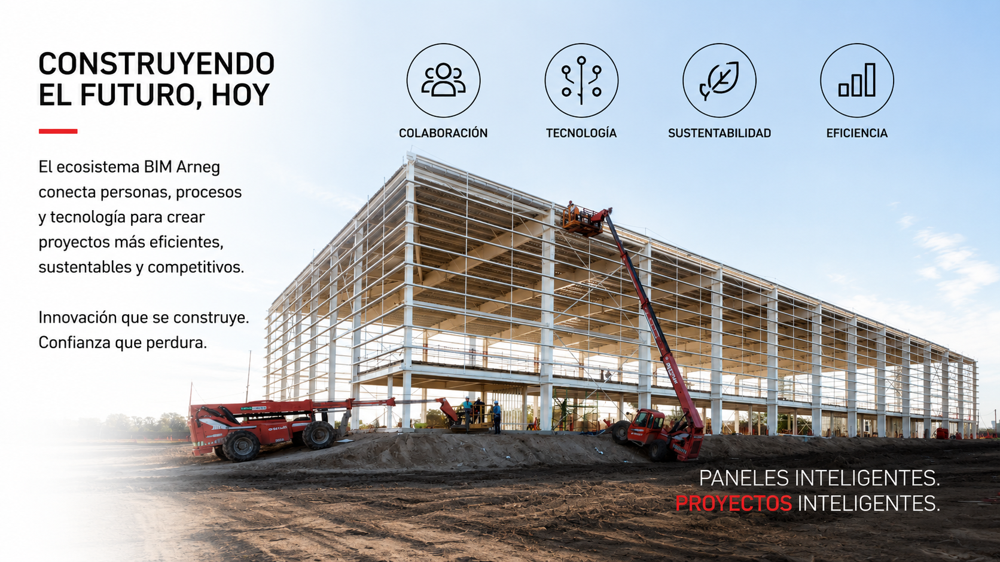 CONSTRUYENDO
EL FUTURO, HOY
El ecosistema BIM Arneg
conecta personas, procesos
y tecnología para crear
proyectos más eficientes,
sustentables y competitivos.
Innovación que se construye.
Confianza que perdura.
COLABORACIÓN
TECNOLOGÍA
SUSTENTABILIDAD
EFICIENCIA
PANELES INTELIGENTES.
PROYECTOS INTELIGENTES.